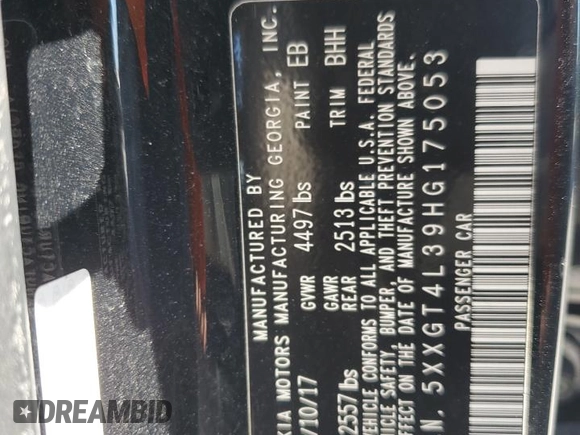 MANUFACTURED BY
KIA MOTORS MANUFACTURING GEORGIA, INC.
/10/17 GVWR 4497 lbs PAINT EB
2557 lbs GAWR REAR 2513 lbs TRIM BHH
VEHICLE CONFORMS TO ALL APPLICABLE U.S.A. FEDERAL
VEHICLE SAFETY, BUMPER, AND THEFT PREVENTION STANDARDS
EFFECT ON THE DATE OF MANUFACTURE SHOWN ABOVE.
N. 5XXGT4L39HG175053
PASSENGER CAR
DREAMBID